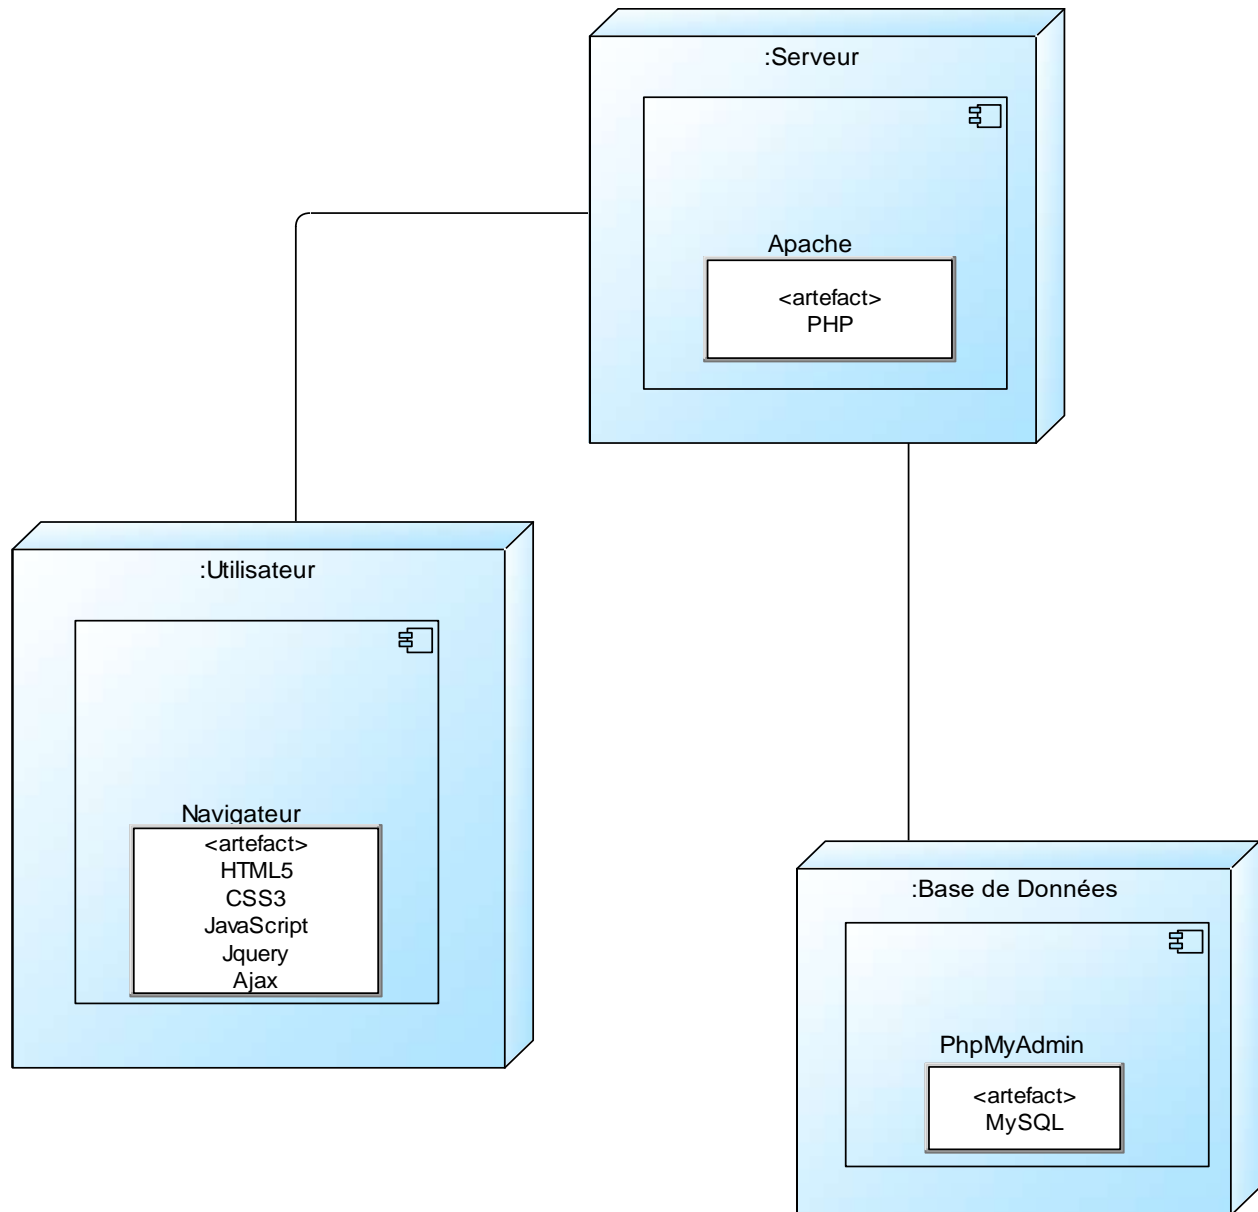 :Serveur
Apache
<artefact>
PHP
:Utilisateur
Navigateur
<artefact>
HTML5
CSS3
JavaScript
Jquery
Ajax
:Base de Données
PhpMyAdmin
<artefact>
MySQL